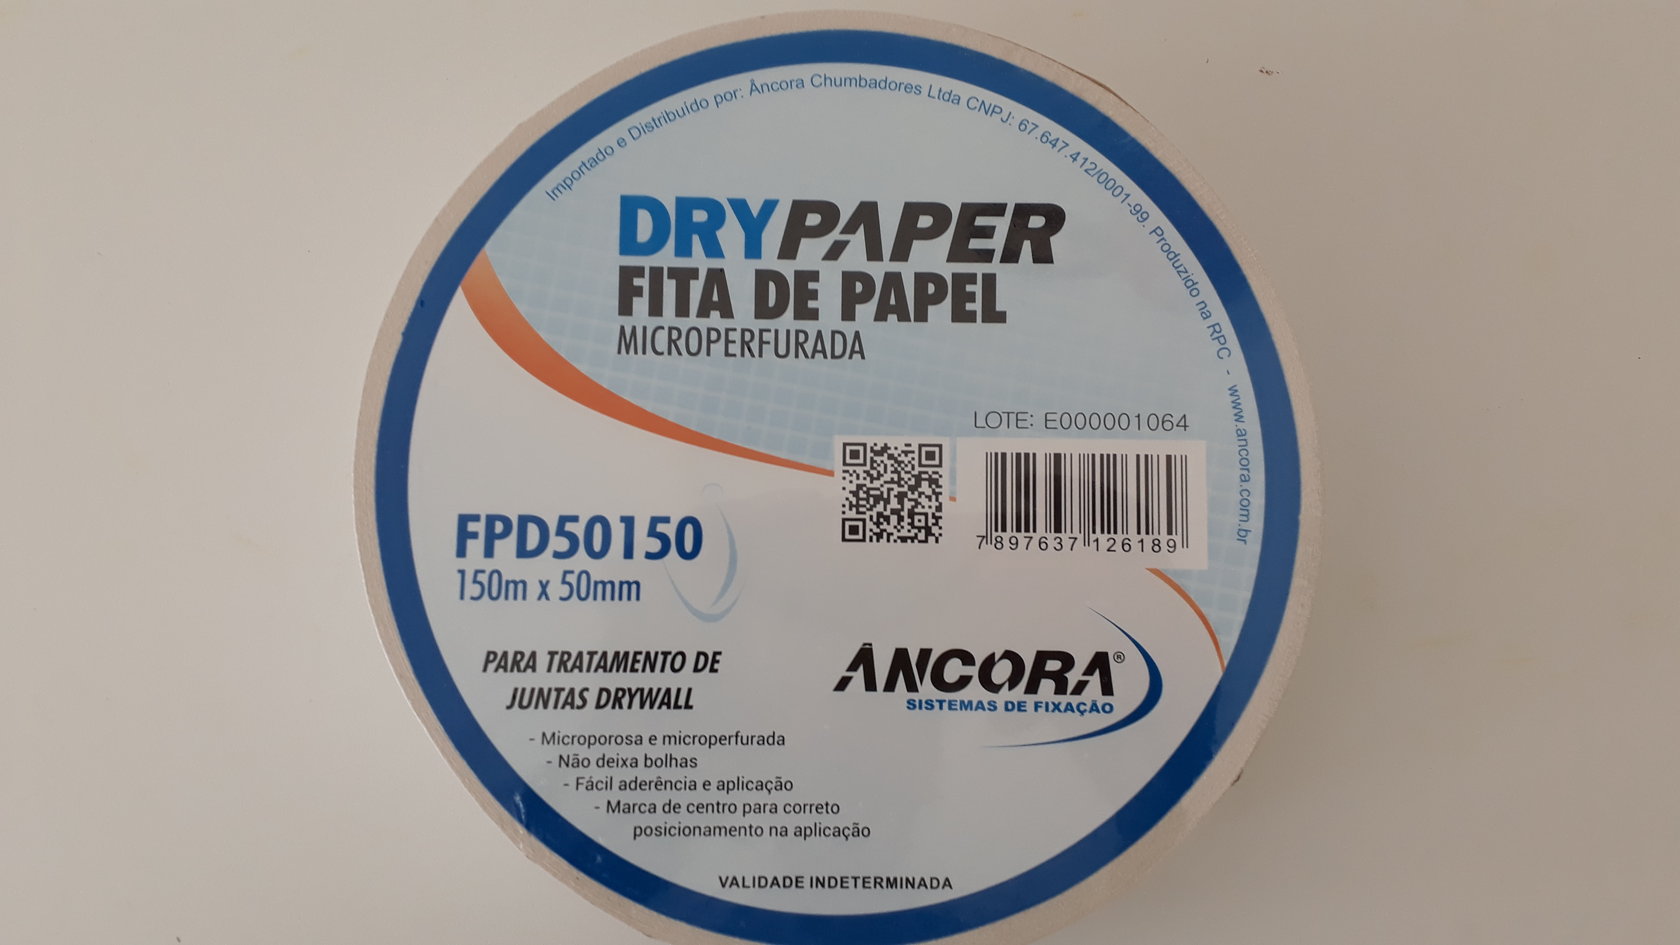 Importado e Distribuído por: Âncora Chumbadores Ltda CNPJ: 67.647.412/0001-99. Produzido na RPC - www.ancora.com.br
DRYPAPER
FITA DE PAPEL
MICROPERFURADA
LOTE: E000001064
7 897637 126189
FPD50150
150m x 50mm
PARA TRATAMENTO DE
JUNTAS DRYWALL
- Microporosa e microperfurada
- Não deixa bolhas
- Fácil aderência e aplicação
- Marca de centro para correto
posicionamento na aplicação
ÂNCORA®
SISTEMAS DE FIXAÇÃO
VALIDADE INDETERMINADA